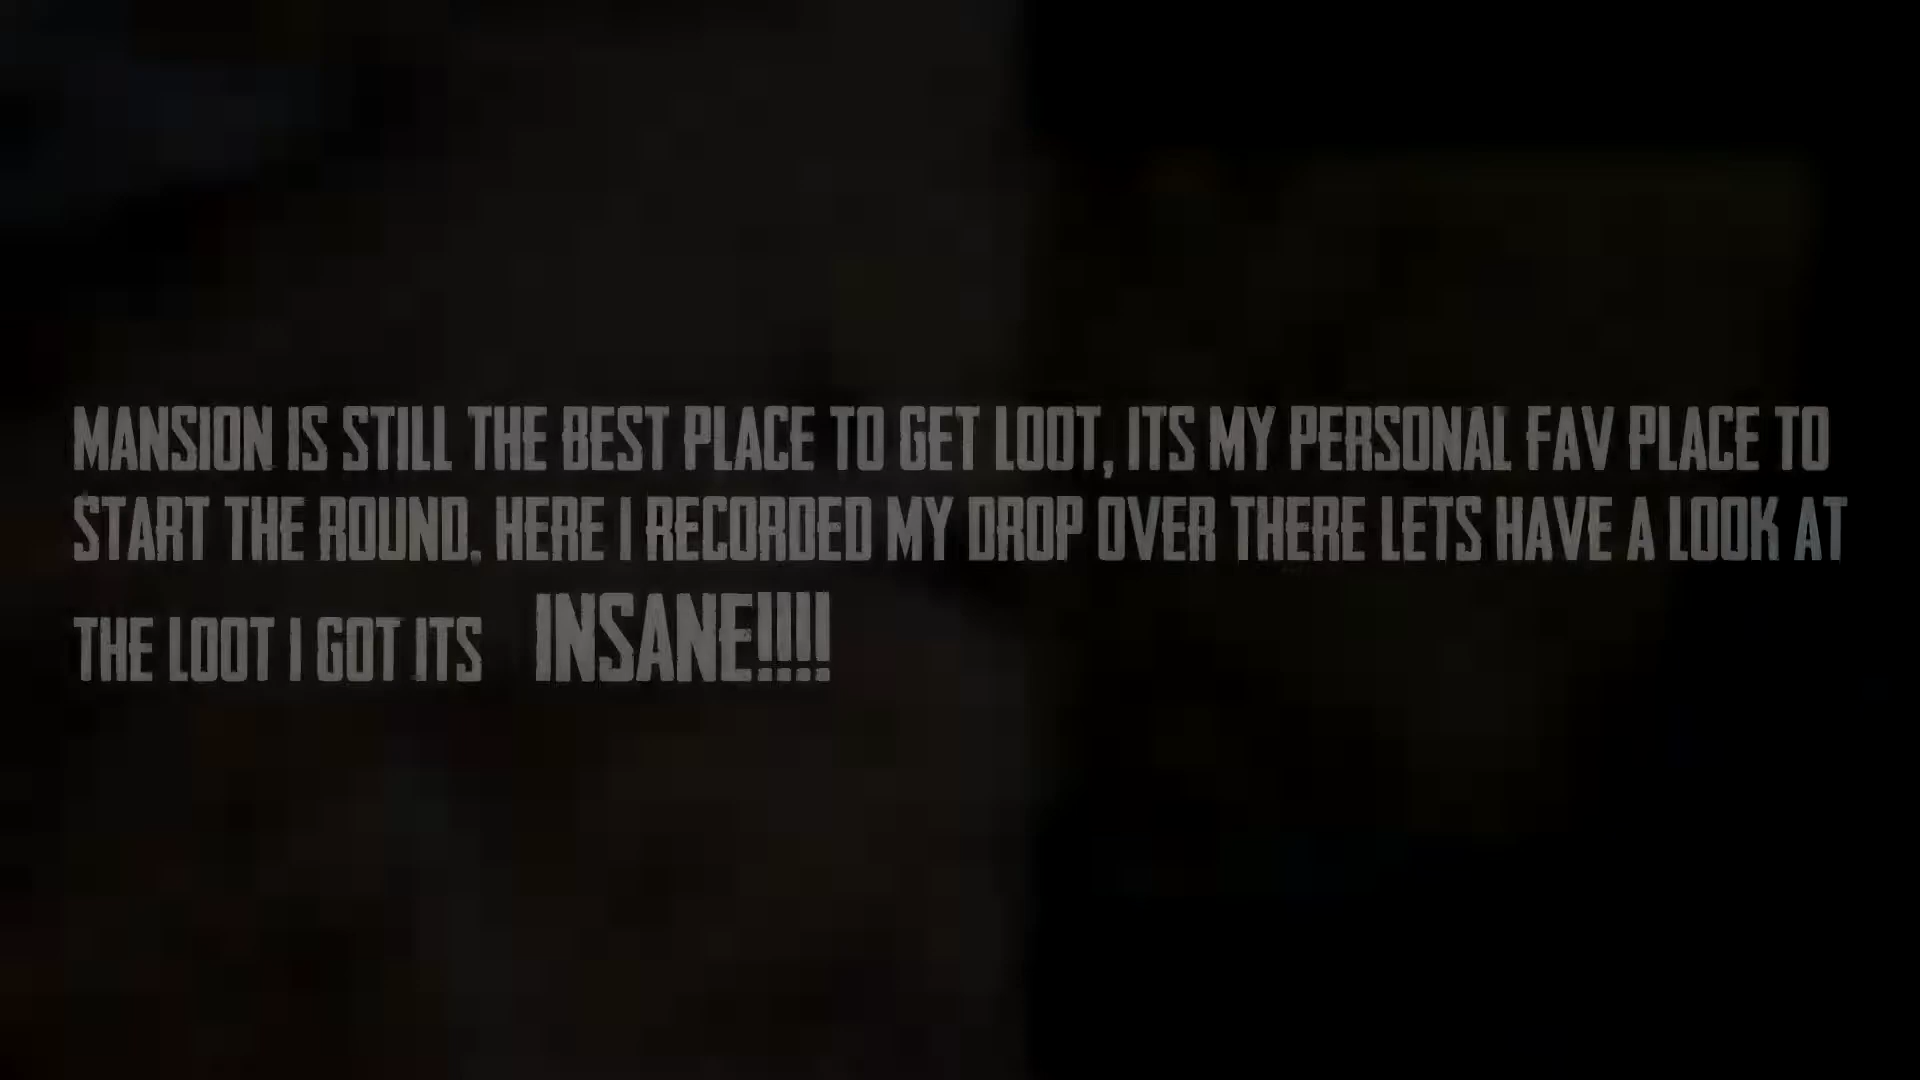 MANSION IS STILL THE BEST PLACE TO GET LOOT, ITS MY PERSONAL FAV PLACE TO
START THE ROUND. HERE I RECORDED MY DROP OVER THERE LETS HAVE A LOOK AT
THE LOOT I GOT ITS INSANE!!!!